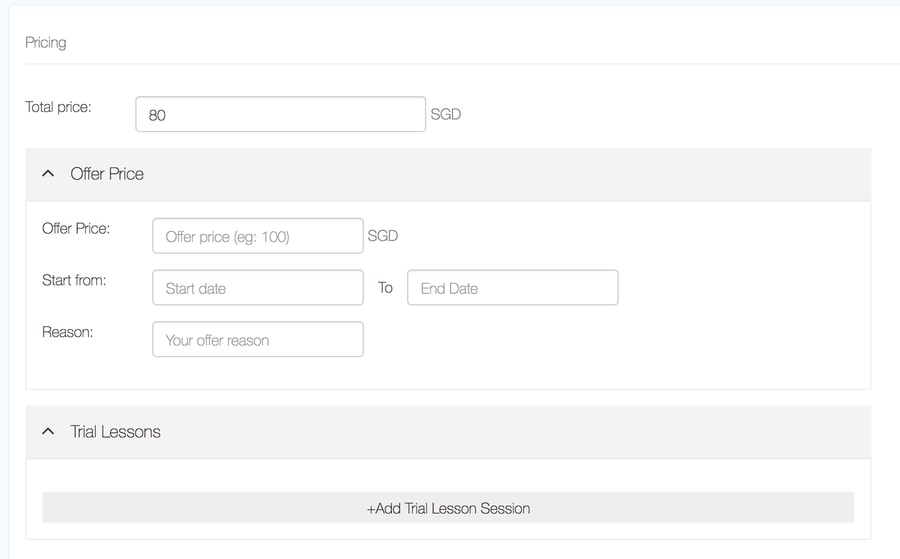 Pricing
Total price: 80 SGD
Offer Price
Offer Price: Offer price (eg: 100) SGD
Start from: Start date To End Date
Reason: Your offer reason
Trial Lessons
+Add Trial Lesson Session